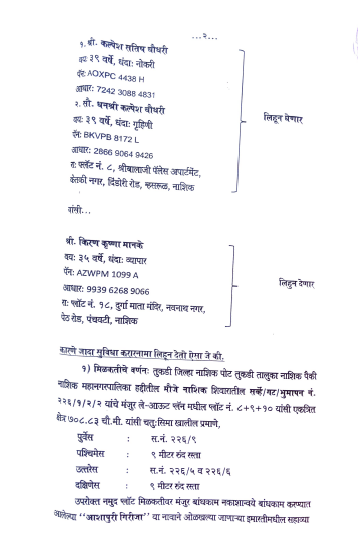 ...२...
१. श्री. कल्पेश सतिष चौधरी
वयः ३९ वर्षे, धंदाः नोकरी
पॅनः AOXPC 4438 H
आधारः 7242 3088 4831
२. सौ. धनश्री कल्पेश चौधरी
वयः ३९ वर्षे, धंदाः गृहिणी
पॅनः BKVPB 8172 L
आधारः 2866 9064 9426
राः फ्लॅट नं. ८, श्रीबालाजी पॅलेस अपार्टमेंट,
केतकी नगर, दिंडोरी रोड, म्हसरूळ, नाशिक
लिहून घेणार
यांसी...
श्री. किरण कृष्णा मानके
वयः ३५ वर्षे, धंदाः व्यापार
पॅनः AZWPM 1099 A
आधारः 9939 6268 9066
राः प्लॉट नं. १८, दुर्गा माता मंदिर, नवनाथ नगर,
पेठ रोड, पंचवटी, नाशिक
लिहून देणार
कारणे जादा सुविधा करारनामा लिहून देतो ऐसा जे की.
१) मिळकतीचे वर्णनः तुकडी जिल्हा नाशिक पोट तुकडी तालुका नाशिक पैकी
नाशिक महानगरपालिका हद्दीतील मौजे नाशिक शिवारातील सर्व्हे/गट/भुमापन नं.
२२६/१/२/२ यांचे मंजुर ले-आऊट प्लॅन मधील प्लॉट नं. ८+९+१० यांसी एकत्रित
क्षेत्र ७०८.८३ चौ.मी. यांसी चतुःसिमा खालील प्रमाणे,
पुर्वेस : स.नं. २२६/९
पश्चिमेस : ९ मीटर रुंद रस्ता
उत्तरेस : स.नं. २२६/५ व २२६/६
दक्षिणेस : ९ मीटर रुंद रस्ता
उपरोक्त नमुद प्लॉट मिळकतीवर मंजुर बांधकाम नकाशान्वये बांधकाम करण्यात
आलेल्या "आशापुरी गिरीजा" या नावाने ओळखल्या जाणाऱ्या इमारतीमधील सहाव्या